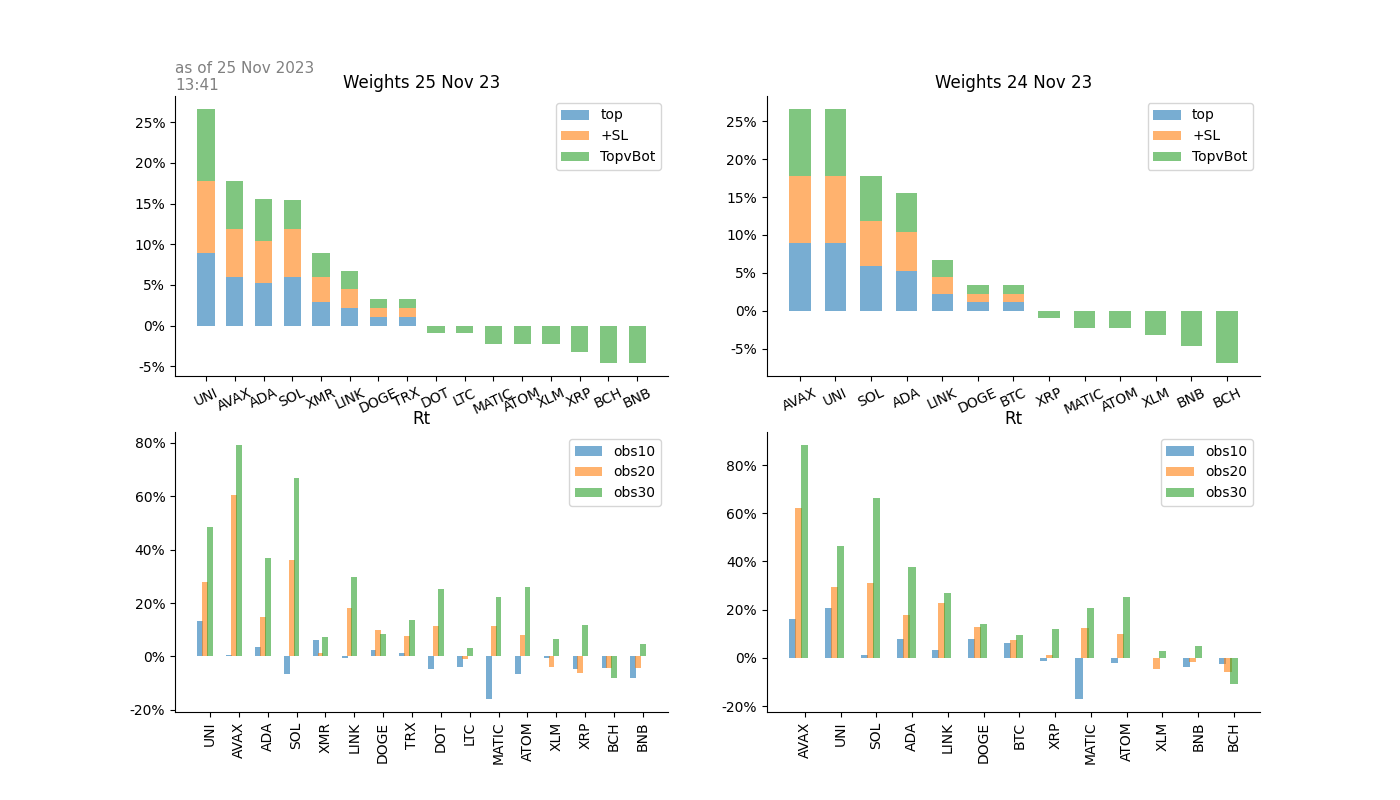 as of 25 Nov 2023
13:41
Weights 25 Nov 23
25%
20%
15%
10%
5%
0%
-5%
top
+SL
TopvBot
UNI AVAX ADA SOL XMR LINK DOGE TRX DOT LTC MATIC ATOM XLM XRP BCH BNB
Weights 24 Nov 23
25%
20%
15%
10%
5%
0%
-5%
top
+SL
TopvBot
AVAX UNI SOL ADA LINK DOGE BTC XRP MATIC ATOM XLM BNB BCH
Rt
80%
60%
40%
20%
0%
-20%
obs10
obs20
obs30
UNI AVAX ADA SOL XMR LINK DOGE TRX DOT LTC MATIC ATOM XLM XRP BCH BNB
Rt
80%
60%
40%
20%
0%
-20%
obs10
obs20
obs30
AVAX UNI SOL ADA LINK DOGE BTC XRP MATIC ATOM XLM BNB BCH